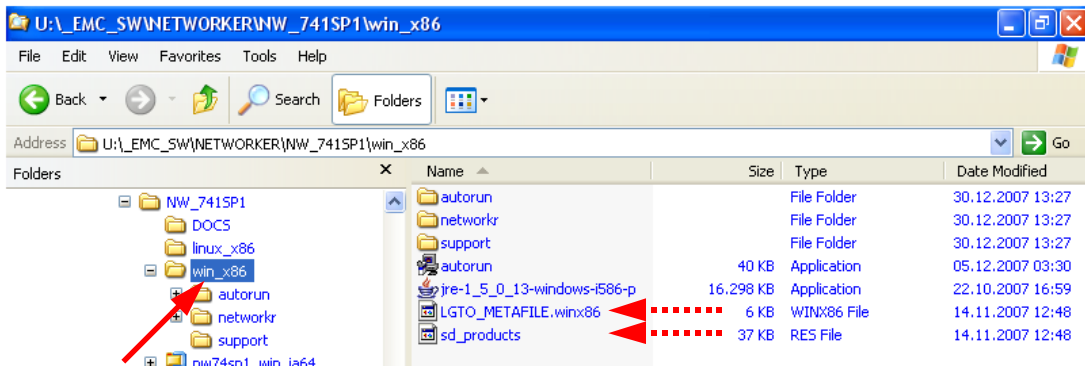 U:\_EMC_SW\NETWORKER\NW_741SP1\win_x86
File Edit View Favorites Tools Help
Back Search Folders
Address U:\_EMC_SW\NETWORKER\NW_741SP1\win_x86 Go
Folders Name Size Type Date Modified
NW_741SP1
DOCS
linux_x86
win_x86
autorun
networkr
support
nw74sp1_win_ia64
autorun File Folder 30.12.2007 13:27
networkr File Folder 30.12.2007 13:27
support File Folder 30.12.2007 13:27
autorun 40 KB Application 05.12.2007 03:30
jre-1_5_0_13-windows-i586-p 16.298 KB Application 22.10.2007 16:59
LGTO_METAFILE.winx86 6 KB WINX86 File 14.11.2007 12:48
sd_products 37 KB RES File 14.11.2007 12:48